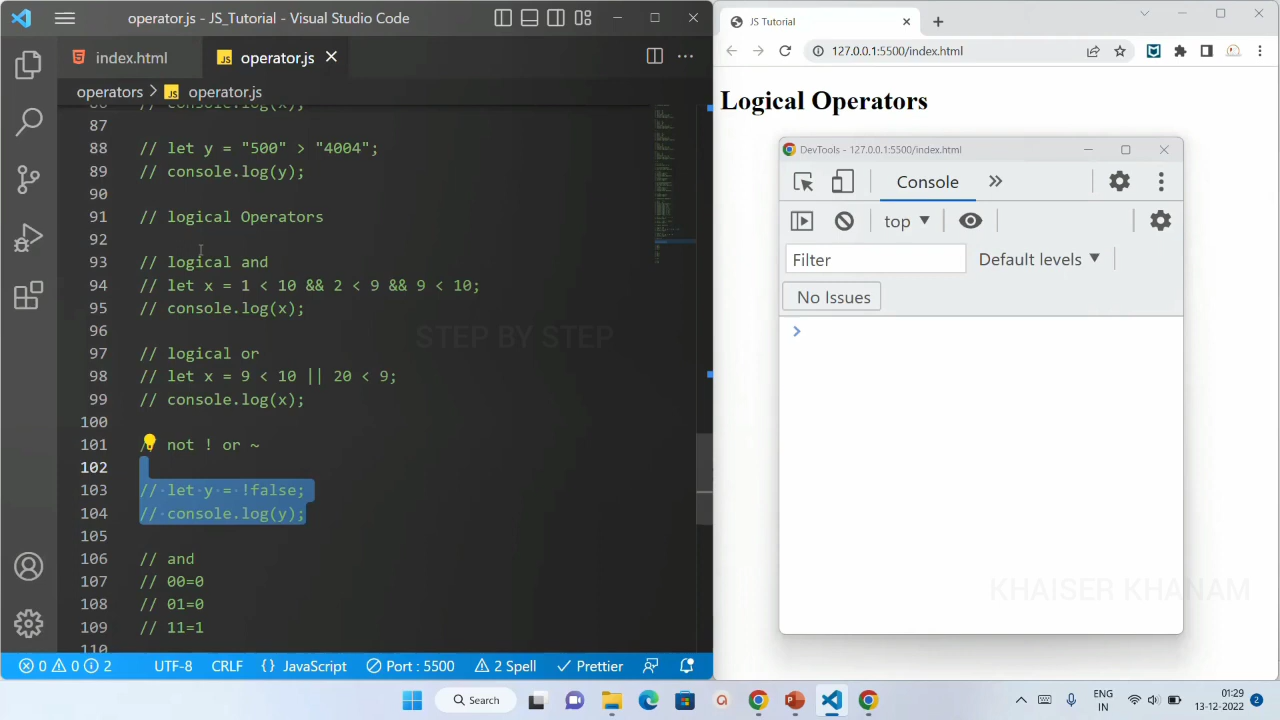 operator.js - JS_Tutorial - Visual Studio Code
index.html
JS operator.js
operators > JS operator.js
// console.log(x);
87
88 // let y = "500" > "4004";
89 // console.log(y);
90
91 // logical Operators
92
93 // logical and
94 // let x = 1 < 10 && 2 < 9 && 9 < 10;
95 // console.log(x);
96
97 // logical or
98 // let x = 9 < 10 || 20 < 9;
99 // console.log(x);
100
101 // not ! or ~
102
103 // let y = !false;
104 // console.log(y);
105
106 // and
107 // 00=0
108 // 01=0
109 // 11=1
110
STEP BY STEP
0 0 2 UTF-8 CRLF {} JavaScript Port : 5500 2 Spell Prettier
JS Tutorial
127.0.0.1:5500/index.html
Logical Operators
DevTools - 127.0.0.1:5500/index.html
Console
top
Filter
Default levels
No Issues
KHAISER KHANAM
Search
ENG
IN
01:29
13-12-2022
2